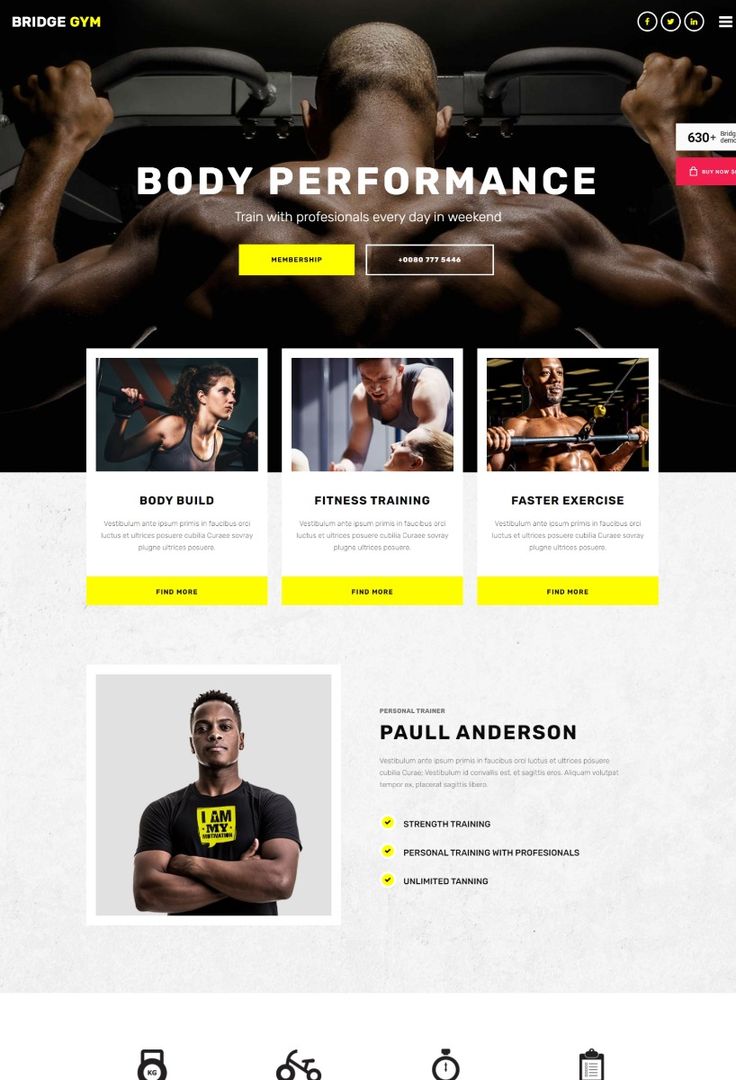 BRIDGE GYM
630+ Bridg
demo
BUY NOW $6
BODY PERFORMANCE
Train with profesionals every day in weekend
MEMBERSHIP
+0080 777 5446
BODY BUILD
Vestibulum ante ipsum primis in faucibus orci
luctus et ultrices posuere cubilia Curaee sovray
plugne ultrices posuere.
FIND MORE
FITNESS TRAINING
Vestibulum ante ipsum primis in faucibus orci
luctus et ultrices posuere cubilia Curaee sovray
plugne ultrices posuere.
FIND MORE
FASTER EXERCISE
Vestibulum ante ipsum primis in faucibus orci
luctus et ultrices posuere cubilia Curaee sovray
plugne ultrices posuere.
FIND MORE
I AM
MY
MOTIVATION
PERSONAL TRAINER
PAULL ANDERSON
Vestibulum ante ipsum primis in faucibus orci luctus et ultrices posuere
cubilia Curae; Vestibulum id convallis est, et sagittis eros. Aliquam volutpat
tempor ex, placerat sagittis libero.
STRENGTH TRAINING
PERSONAL TRAINING WITH PROFESIONALS
UNLIMITED TANNING
KG